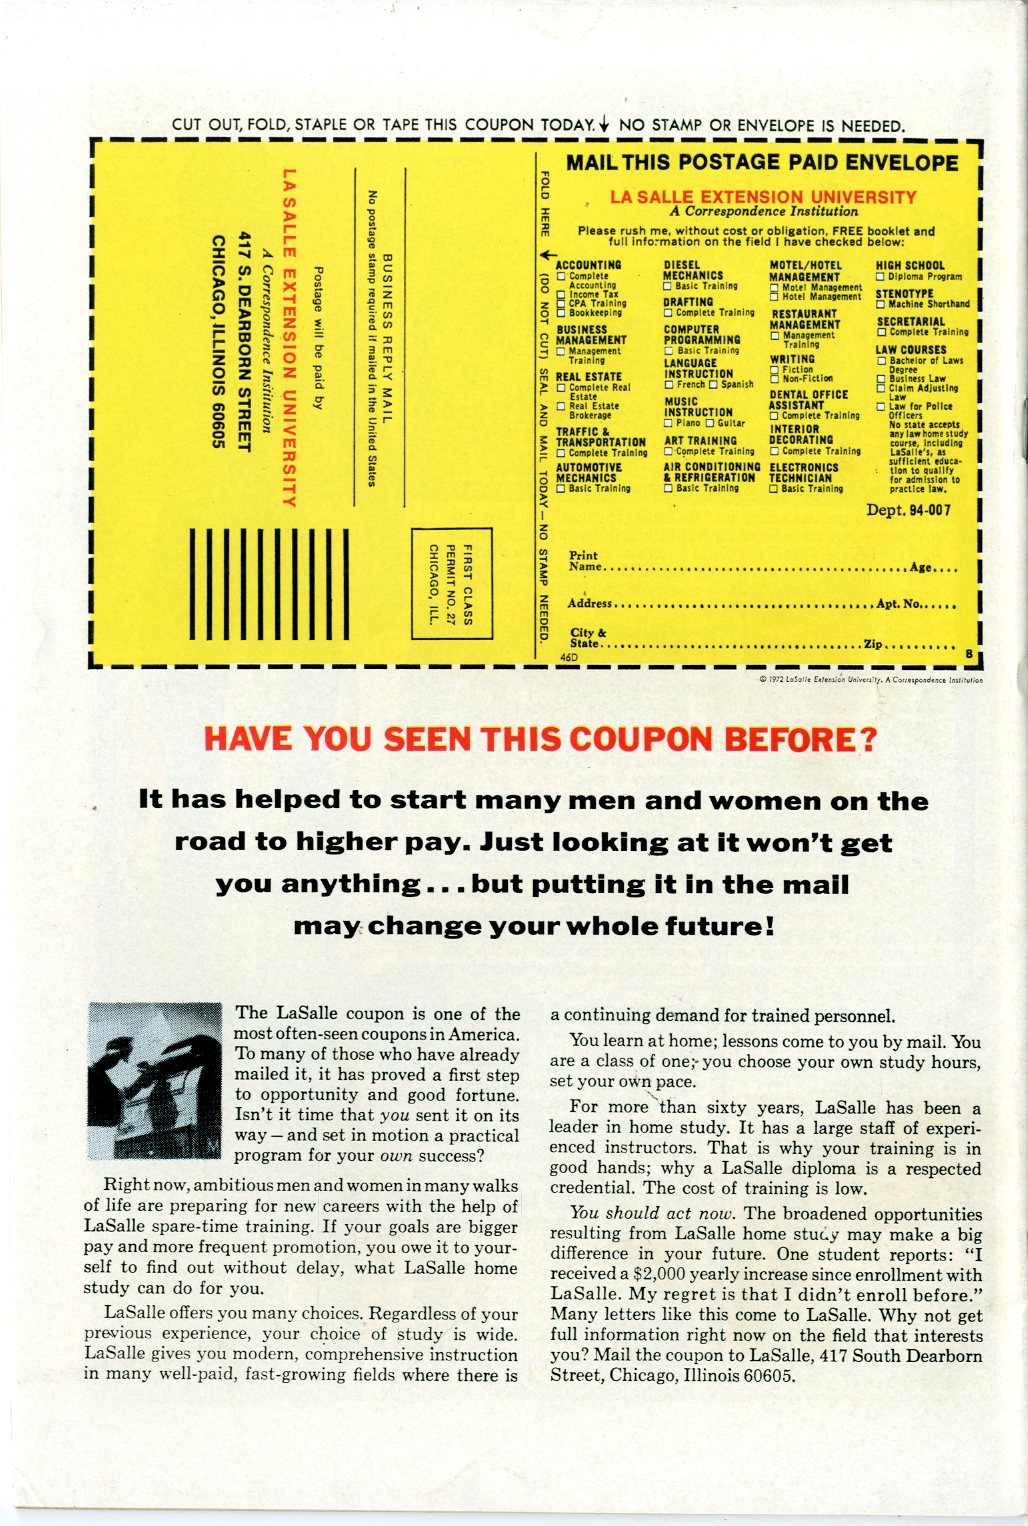 CUT OUT, FOLD, STAPLE OR TAPE THIS COUPON TODAY. NO STAMP OR ENVELOPE IS NEEDED.
BUSINESS REPLY MAIL
No postage stamp required if mailed in the United States
Postage will be paid by
LA SALLE EXTENSION UNIVERSITY
A Correspondence Institution
417 S. DEARBORN STREET
CHICAGO, ILLINOIS 60605
FIRST CLASS
PERMIT NO. 27
CHICAGO, ILL.
FOLD HERE (DO NOT CUT) SEAL AND MAIL TODAY — NO STAMP NEEDED.
MAIL THIS POSTAGE PAID ENVELOPE
LA SALLE EXTENSION UNIVERSITY
A Correspondence Institution
Please rush me, without cost or obligation, FREE booklet and
full information on the field I have checked below:
ACCOUNTING
☐ Complete
Accounting
☐ Income Tax
☐ CPA Training
☐ Bookkeeping
BUSINESS
MANAGEMENT
☐ Management
Training
REAL ESTATE
☐ Complete Real
Estate
☐ Real Estate
Brokerage
TRAFFIC &
TRANSPORTATION
☐ Complete Training
AUTOMOTIVE
MECHANICS
☐ Basic Training
DIESEL
MECHANICS
☐ Basic Training
DRAFTING
☐ Complete Training
COMPUTER
PROGRAMMING
☐ Basic Training
LANGUAGE
INSTRUCTION
☐ French ☐ Spanish
MUSIC
INSTRUCTION
☐ Piano ☐ Guitar
ART TRAINING
☐ Complete Training
AIR CONDITIONING
& REFRIGERATION
☐ Basic Training
MOTEL/HOTEL
MANAGEMENT
☐ Motel Management
☐ Hotel Management
RESTAURANT
MANAGEMENT
☐ Management
Training
WRITING
☐ Fiction
☐ Non-Fiction
DENTAL OFFICE
ASSISTANT
☐ Complete Training
INTERIOR
DECORATING
☐ Complete Training
ELECTRONICS
TECHNICIAN
☐ Basic Training
HIGH SCHOOL
☐ Diploma Program
STENOTYPE
☐ Machine Shorthand
SECRETARIAL
☐ Complete Training
LAW COURSES
☐ Bachelor of Laws
Degree
☐ Business Law
☐ Claim Adjusting
Law
☐ Law for Police
Officers
No state accepts
any law home study
course, including
LaSalle's, as
sufficient educa-
tion to qualify
for admission to
practice law.
Dept. 94-007
Print
Name........................................Age....
Address........................................Apt. No......
City &
State........................................Zip..........
46D
8
© 1972 LaSalle Extension University. A Correspondence Institution
HAVE YOU SEEN THIS COUPON BEFORE?
It has helped to start many men and women on the
road to higher pay. Just looking at it won't get
you anything...but putting it in the mail
may change your whole future!
The LaSalle coupon is one of the
most often-seen coupons in America.
To many of those who have already
mailed it, it has proved a first step
to opportunity and good fortune.
Isn't it time that you sent it on its
way — and set in motion a practical
program for your own success?
Right now, ambitious men and women in many walks
of life are preparing for new careers with the help of
LaSalle spare-time training. If your goals are bigger
pay and more frequent promotion, you owe it to your-
self to find out without delay, what LaSalle home
study can do for you.
LaSalle offers you many choices. Regardless of your
previous experience, your choice of study is wide.
LaSalle gives you modern, comprehensive instruction
in many well-paid, fast-growing fields where there is
a continuing demand for trained personnel.
You learn at home; lessons come to you by mail. You
are a class of one; you choose your own study hours,
set your own pace.
For more than sixty years, LaSalle has been a
leader in home study. It has a large staff of experi-
enced instructors. That is why your training is in
good hands; why a LaSalle diploma is a respected
credential. The cost of training is low.
You should act now. The broadened opportunities
resulting from LaSalle home study may make a big
difference in your future. One student reports: "I
received a $2,000 yearly increase since enrollment with
LaSalle. My regret is that I didn't enroll before."
Many letters like this come to LaSalle. Why not get
full information right now on the field that interests
you? Mail the coupon to LaSalle, 417 South Dearborn
Street, Chicago, Illinois 60605.